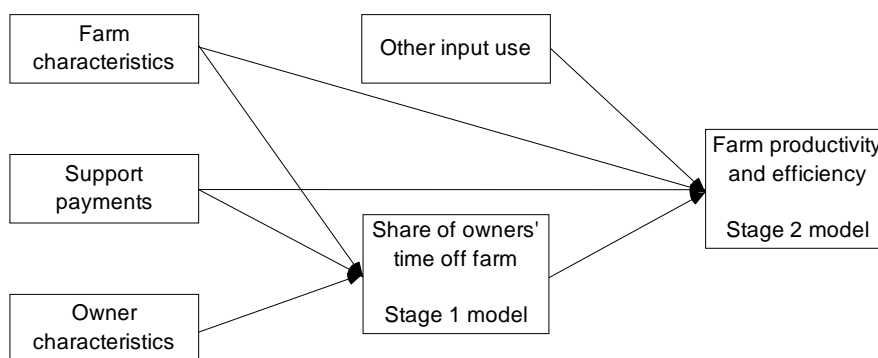 Farm
characteristics
Other input use
Farm productivity
and efficiency
Stage 2 model
Support
payments
Share of owners'
time off farm
Stage 1 model
Owner
characteristics